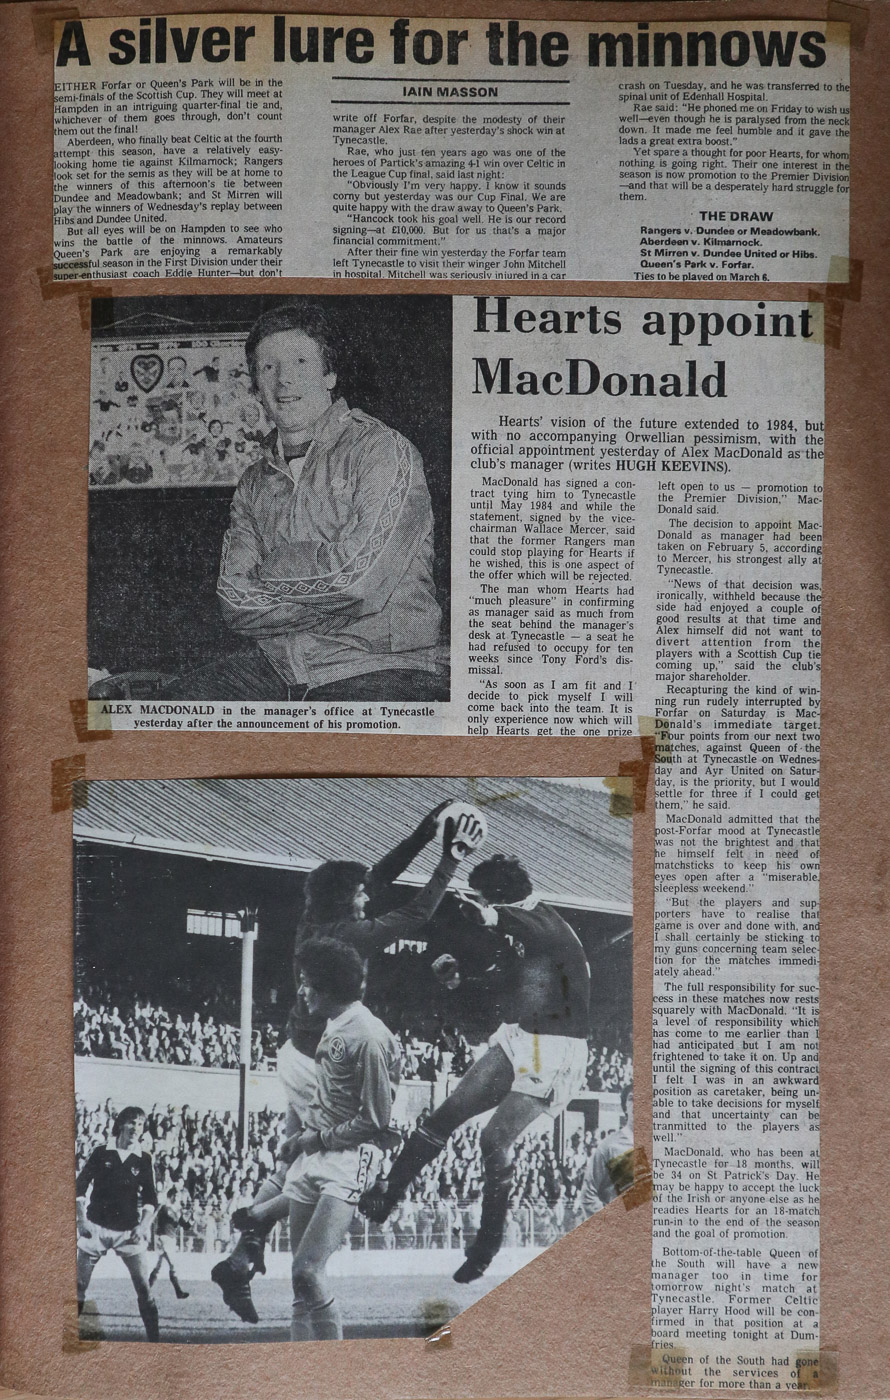 A silver lure for the minnows
EITHER Forfar or Queen's Park will be in the
semi-finals of the Scottish Cup. They will meet at
Hampden in an intriguing quarter-final tie and,
whichever of them goes through, don't count
them out the final!
Aberdeen, who finally beat Celtic at the fourth
attempt this season, have a relatively easy-
looking home tie against Kilmarnock; Rangers
look set for the semis as they will be at home to
the winners of this afternoon's tie between
Dundee and Meadowbank; and St Mirren will
play the winners of Wednesday's replay between
Hibs and Dundee United.
But all eyes will be on Hampden to see who
wins the battle of the minnows. Amateurs
Queen's Park are enjoying a remarkably
successful season in the First Division under their
super-enthusiast coach Eddie Hunter—but don't
IAIN MASSON
write off Forfar, despite the modesty of their
manager Alex Rae after yesterday's shock win at
Tynecastle.
Rae, who just ten years ago was one of the
heroes of Partick's amazing 4-1 win over Celtic in
the League Cup final, said last night:
"Obviously I'm very happy. I know it sounds
corny but yesterday was our Cup Final. We are
quite happy with the draw away to Queen's Park.
"Hancock took his goal well. He is our record
signing—at £10,000. But for us that's a major
financial commitment."
After their fine win yesterday the Forfar team
left Tynecastle to visit their winger John Mitchell
in hospital. Mitchell was seriously injured in a car
crash on Tuesday, and he was transferred to the
spinal unit of Edenhall Hospital.
Rae said: "He phoned me on Friday to wish us
well—even though he is paralysed from the neck
down. It made me feel humble and it gave the
lads a great extra boost."
Yet spare a thought for poor Hearts, for whom
nothing is going right. Their one interest in the
season is now promotion to the Premier Division
—and that will be a desperately hard struggle for
them.
THE DRAW
Rangers v. Dundee or Meadowbank.
Aberdeen v. Kilmarnock.
St Mirren v. Dundee United or Hibs.
Queen's Park v. Forfar.
Ties to be played on March 6.
ALEX MACDONALD in the manager's office at Tynecastle
yesterday after the announcement of his promotion.
Hearts appoint
MacDonald
Hearts' vision of the future extended to 1984, but
with no accompanying Orwellian pessimism, with the
official appointment yesterday of Alex MacDonald as the
club's manager (writes HUGH KEEVINS).
MacDonald has signed a con-
tract tying him to Tynecastle
until May 1984 and while the
statement, signed by the vice-
chairman Wallace Mercer, said
that the former Rangers man
could stop playing for Hearts if
he wished, this is one aspect of
the offer which will be rejected.
The man whom Hearts had
"much pleasure" in confirming
as manager said as much from
the seat behind the manager's
desk at Tynecastle — a seat he
had refused to occupy for ten
weeks since Tony Ford's dis-
missal.
"As soon as I am fit and I
decide to pick myself I will
come back into the team. It is
only experience now which will
help Hearts get the one prize
left open to us — promotion to
the Premier Division," Mac-
Donald said.
The decision to appoint Mac-
Donald as manager had been
taken on February 5, according
to Mercer, his strongest ally at
Tynecastle.
"News of that decision was,
ironically, withheld because the
side had enjoyed a couple of
good results at that time and
Alex himself did not want to
divert attention from the
players with a Scottish Cup tie
coming up," said the club's
major shareholder.
Recapturing the kind of win-
ning run rudely interrupted by
Forfar on Saturday is Mac-
Donald's immediate target.
"Four points from our next two
matches, against Queen of the
South at Tynecastle on Wednes-
day and Ayr United on Satur-
day, is the priority, but I would
settle for three if I could get
them," he said.
MacDonald admitted that the
post-Forfar mood at Tynecastle
was not the brightest and that
he himself felt in need of
matchsticks to keep his own
eyes open after a "miserable,
sleepless weekend."
"But the players and sup-
porters have to realise that
game is over and done with, and
I shall certainly be sticking to
my guns concerning team selec-
tion for the matches immedi-
ately ahead."
The full responsibility for suc-
cess in these matches now rests
squarely with MacDonald. "It is
a level of responsibility which
has come to me earlier than I
had anticipated but I am not
frightened to take it on. Up and
until the signing of this contract
I felt I was in an awkward
position as caretaker, being un-
able to take decisions for myself
and that uncertainty can be
tranmitted to the players as
well."
MacDonald, who has been at
Tynecastle for 18 months, will
be 34 on St Patrick's Day. He
may be happy to accept the luck
of the Irish or anyone else as he
readies Hearts for an 18-match
run-in to the end of the season
and the goal of promotion.
Bottom-of-the-table Queen of
the South will have a new
manager too in time for
tomorrow night's match at
Tynecastle. Former Celtic
player Harry Hood will be con-
firmed in that position at a
board meeting tonight at Dum-
fries.
Queen of the South had gone
without the services of a
manager for more than a year.